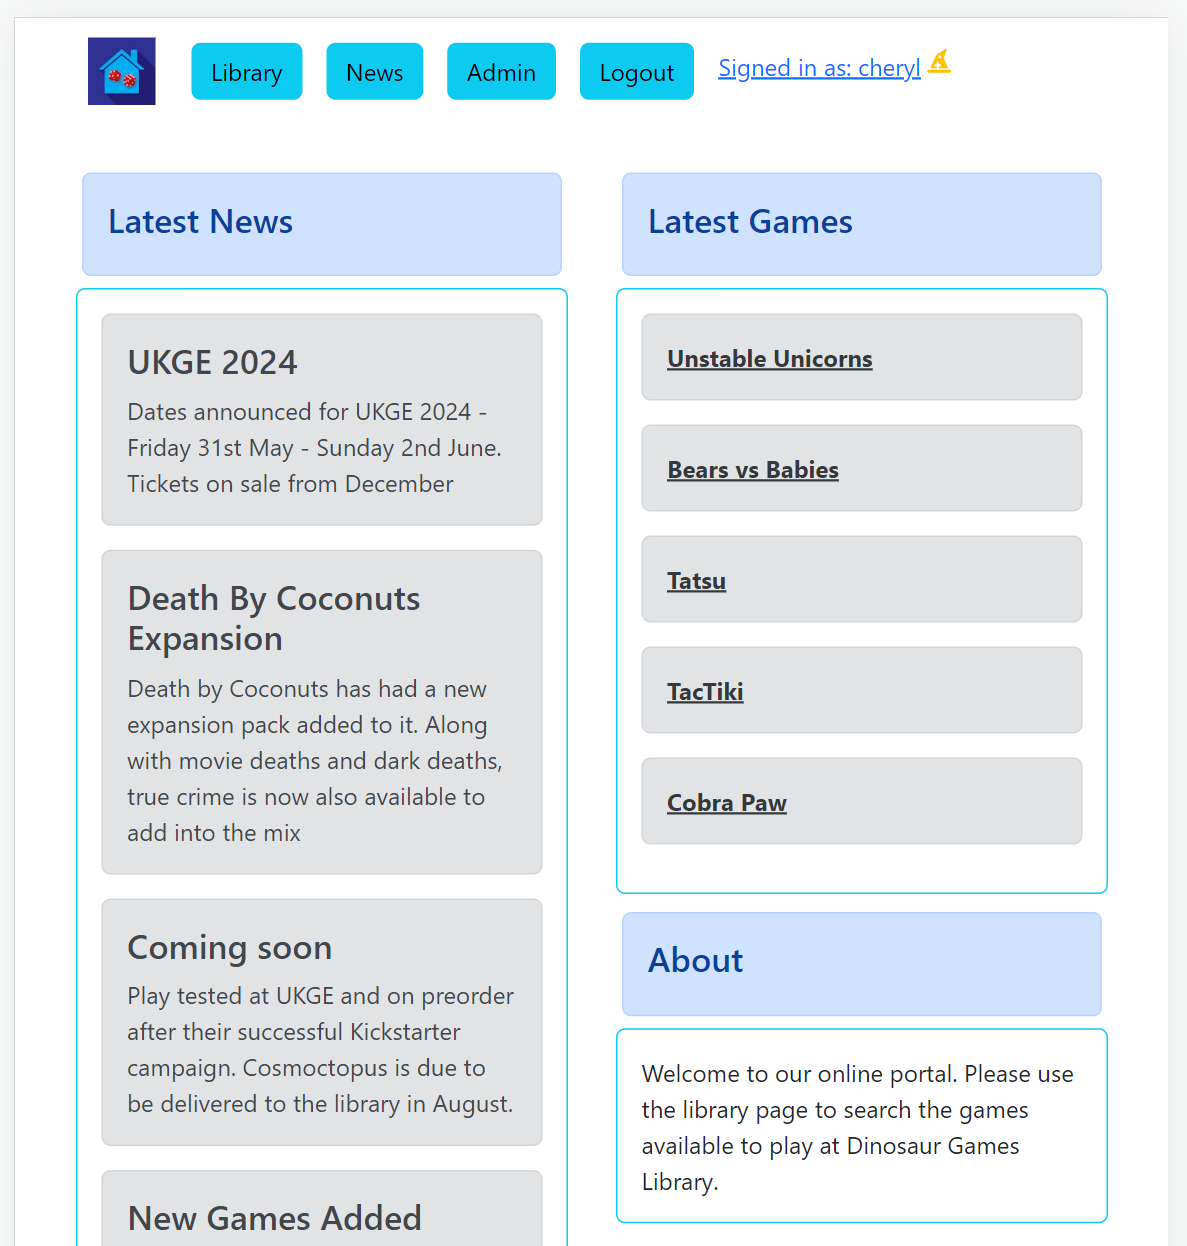 Library
News
Admin
Logout
Signed in as: cheryl
Latest News
UKGE 2024
Dates announced for UKGE 2024 -
Friday 31st May - Sunday 2nd June.
Tickets on sale from December
Death By Coconuts
Expansion
Death by Coconuts has had a new
expansion pack added to it. Along
with movie deaths and dark deaths,
true crime is now also available to
add into the mix
Coming soon
Play tested at UKGE and on preorder
after their successful Kickstarter
campaign. Cosmoctopus is due to
be delivered to the library in August.
New Games Added
Latest Games
Unstable Unicorns
Bears vs Babies
Tatsu
TacTiki
Cobra Paw
About
Welcome to our online portal. Please use
the library page to search the games
available to play at Dinosaur Games
Library.